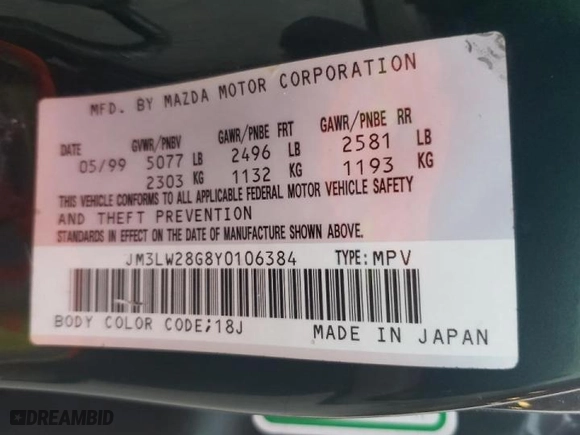 MFD. BY MAZDA MOTOR CORPORATION
DATE GVWR/PNBV GAWR/PNBE FRT GAWR/PNBE RR
05/99 5077 LB 2496 LB 2581 LB
2303 KG 1132 KG 1193 KG
THIS VEHICLE CONFORMS TO ALL APPLICABLE FEDERAL MOTOR VEHICLE SAFETY
AND THEFT PREVENTION
STANDARDS IN EFFECT ON THE DATE OF MANUFACTURE SHOWN ABOVE.
JM3LW28G8Y0106384 TYPE:MPV
BODY COLOR CODE;18J MADE IN JAPAN
DREAMBID